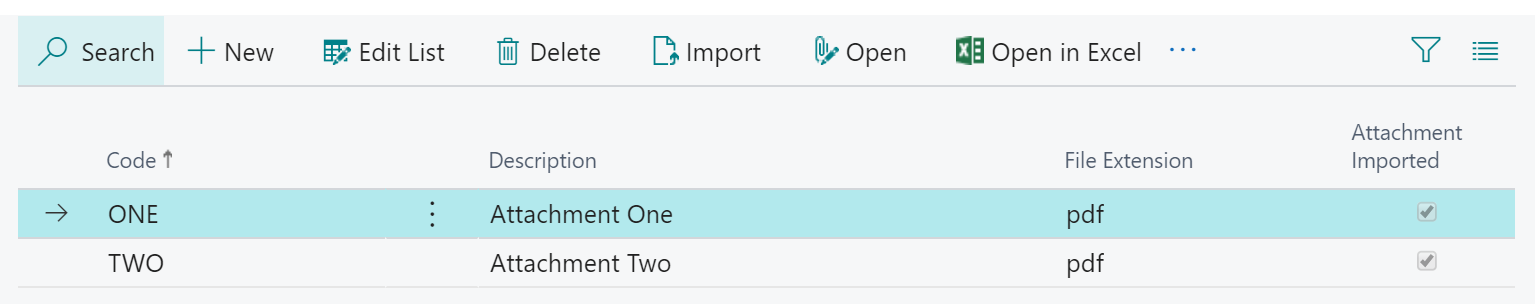 Search New Edit List Delete Import Open Open in Excel ...
Attachment
Code ↑ Description File Extension Imported
ONE Attachment One pdf
TWO Attachment Two pdf